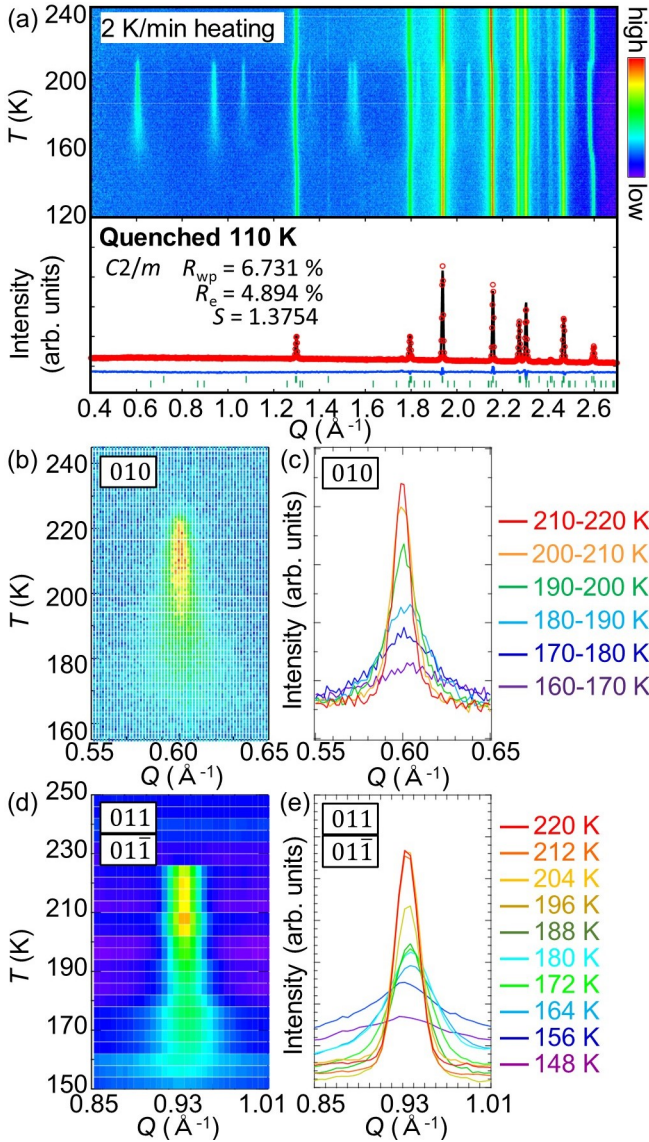 (a)
2 K/min heating
240
200
160
120
T (K)
high
low
Quenched 110 K
C2/m Rwp = 6.731 %
Re = 4.894 %
S = 1.3754
Intensity
(arb. units)
0.4 0.6 0.8 1.0 1.2 1.4 1.6 1.8 2.0 2.2 2.4 2.6
Q (Å⁻¹)
(b)
010
240
220
200
180
160
T (K)
0.55 0.60 0.65
Q (Å⁻¹)
(c)
010
Intensity (arb. units)
0.55 0.60 0.65
Q (Å⁻¹)
210-220 K
200-210 K
190-200 K
180-190 K
170-180 K
160-170 K
(d)
011
011̅
250
230
210
190
170
150
T (K)
0.85 0.93 1.01
Q (Å⁻¹)
(e)
011
011̅
Intensity (arb. units)
0.85 0.93 1.01
Q (Å⁻¹)
220 K
212 K
204 K
196 K
188 K
180 K
172 K
164 K
156 K
148 K